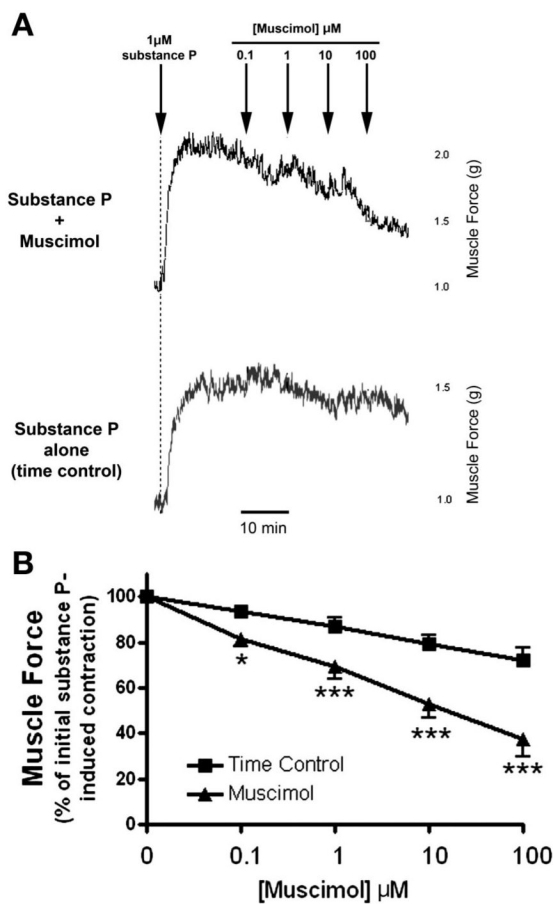 A
1µM
substance P
[Muscimol] µM
0.1 1 10 100
Substance P
+
Muscimol
2.0
1.5
1.0
Muscle Force (g)
Substance P
alone
(time control)
1.5
1.0
Muscle Force (g)
10 min
B
Muscle Force
(% of initial substance P-
induced contraction)
100
80
60
40
20
0
*
***
***
***
Time Control
Muscimol
0 0.1 1 10 100
[Muscimol] µM